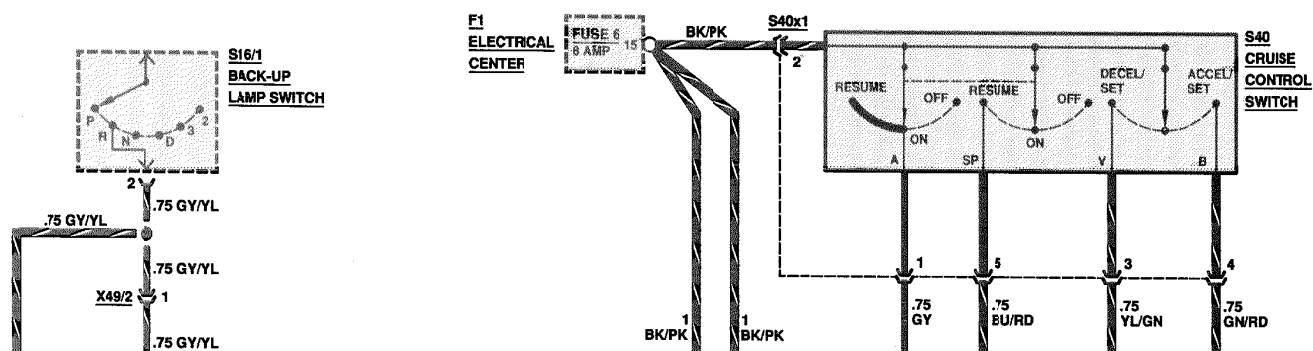 S16/1
BACK-UP
LAMP SWITCH
P
R
N
D
3
2
2
.75 GY/YL
.75 GY/YL
.75 GY/YL
X49/2
1
.75 GY/YL
F1
ELECTRICAL
CENTER
FUSE 6
8 AMP
15
BK/PK
S40x1
2
1
BK/PK
1
BK/PK
S40
CRUISE
CONTROL
SWITCH
RESUME
OFF
ON
RESUME
OFF
ON
DECEL/
SET
ACCEL/
SET
A
SP
V
B
1
5
3
4
.75
GY
.75
BU/RD
.75
YL/GN
.75
GN/RD